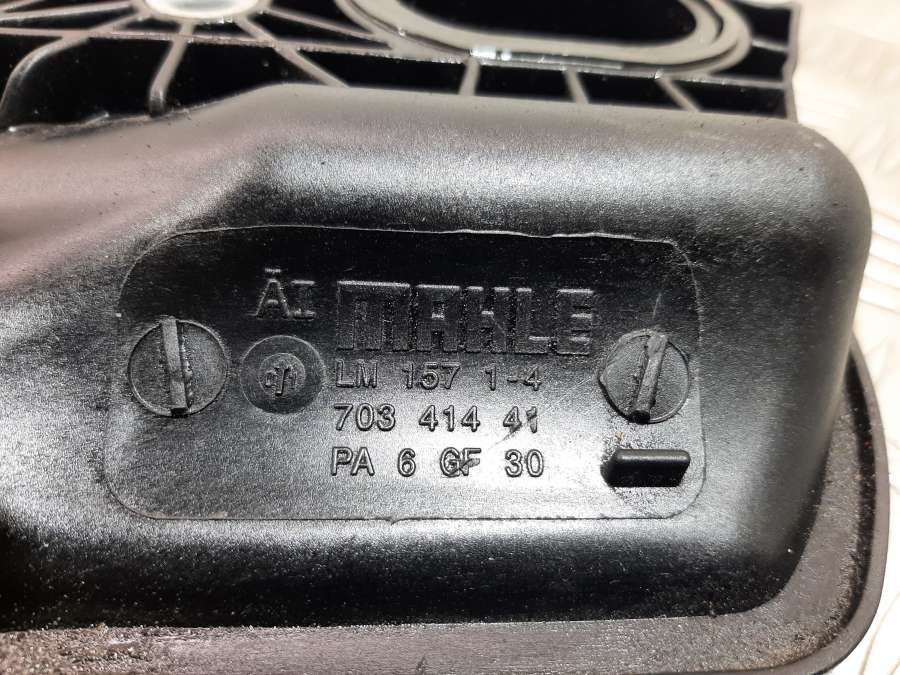 ÄI MAHLE
LM 157 1-4
703 414 41
PA 6 GF 30